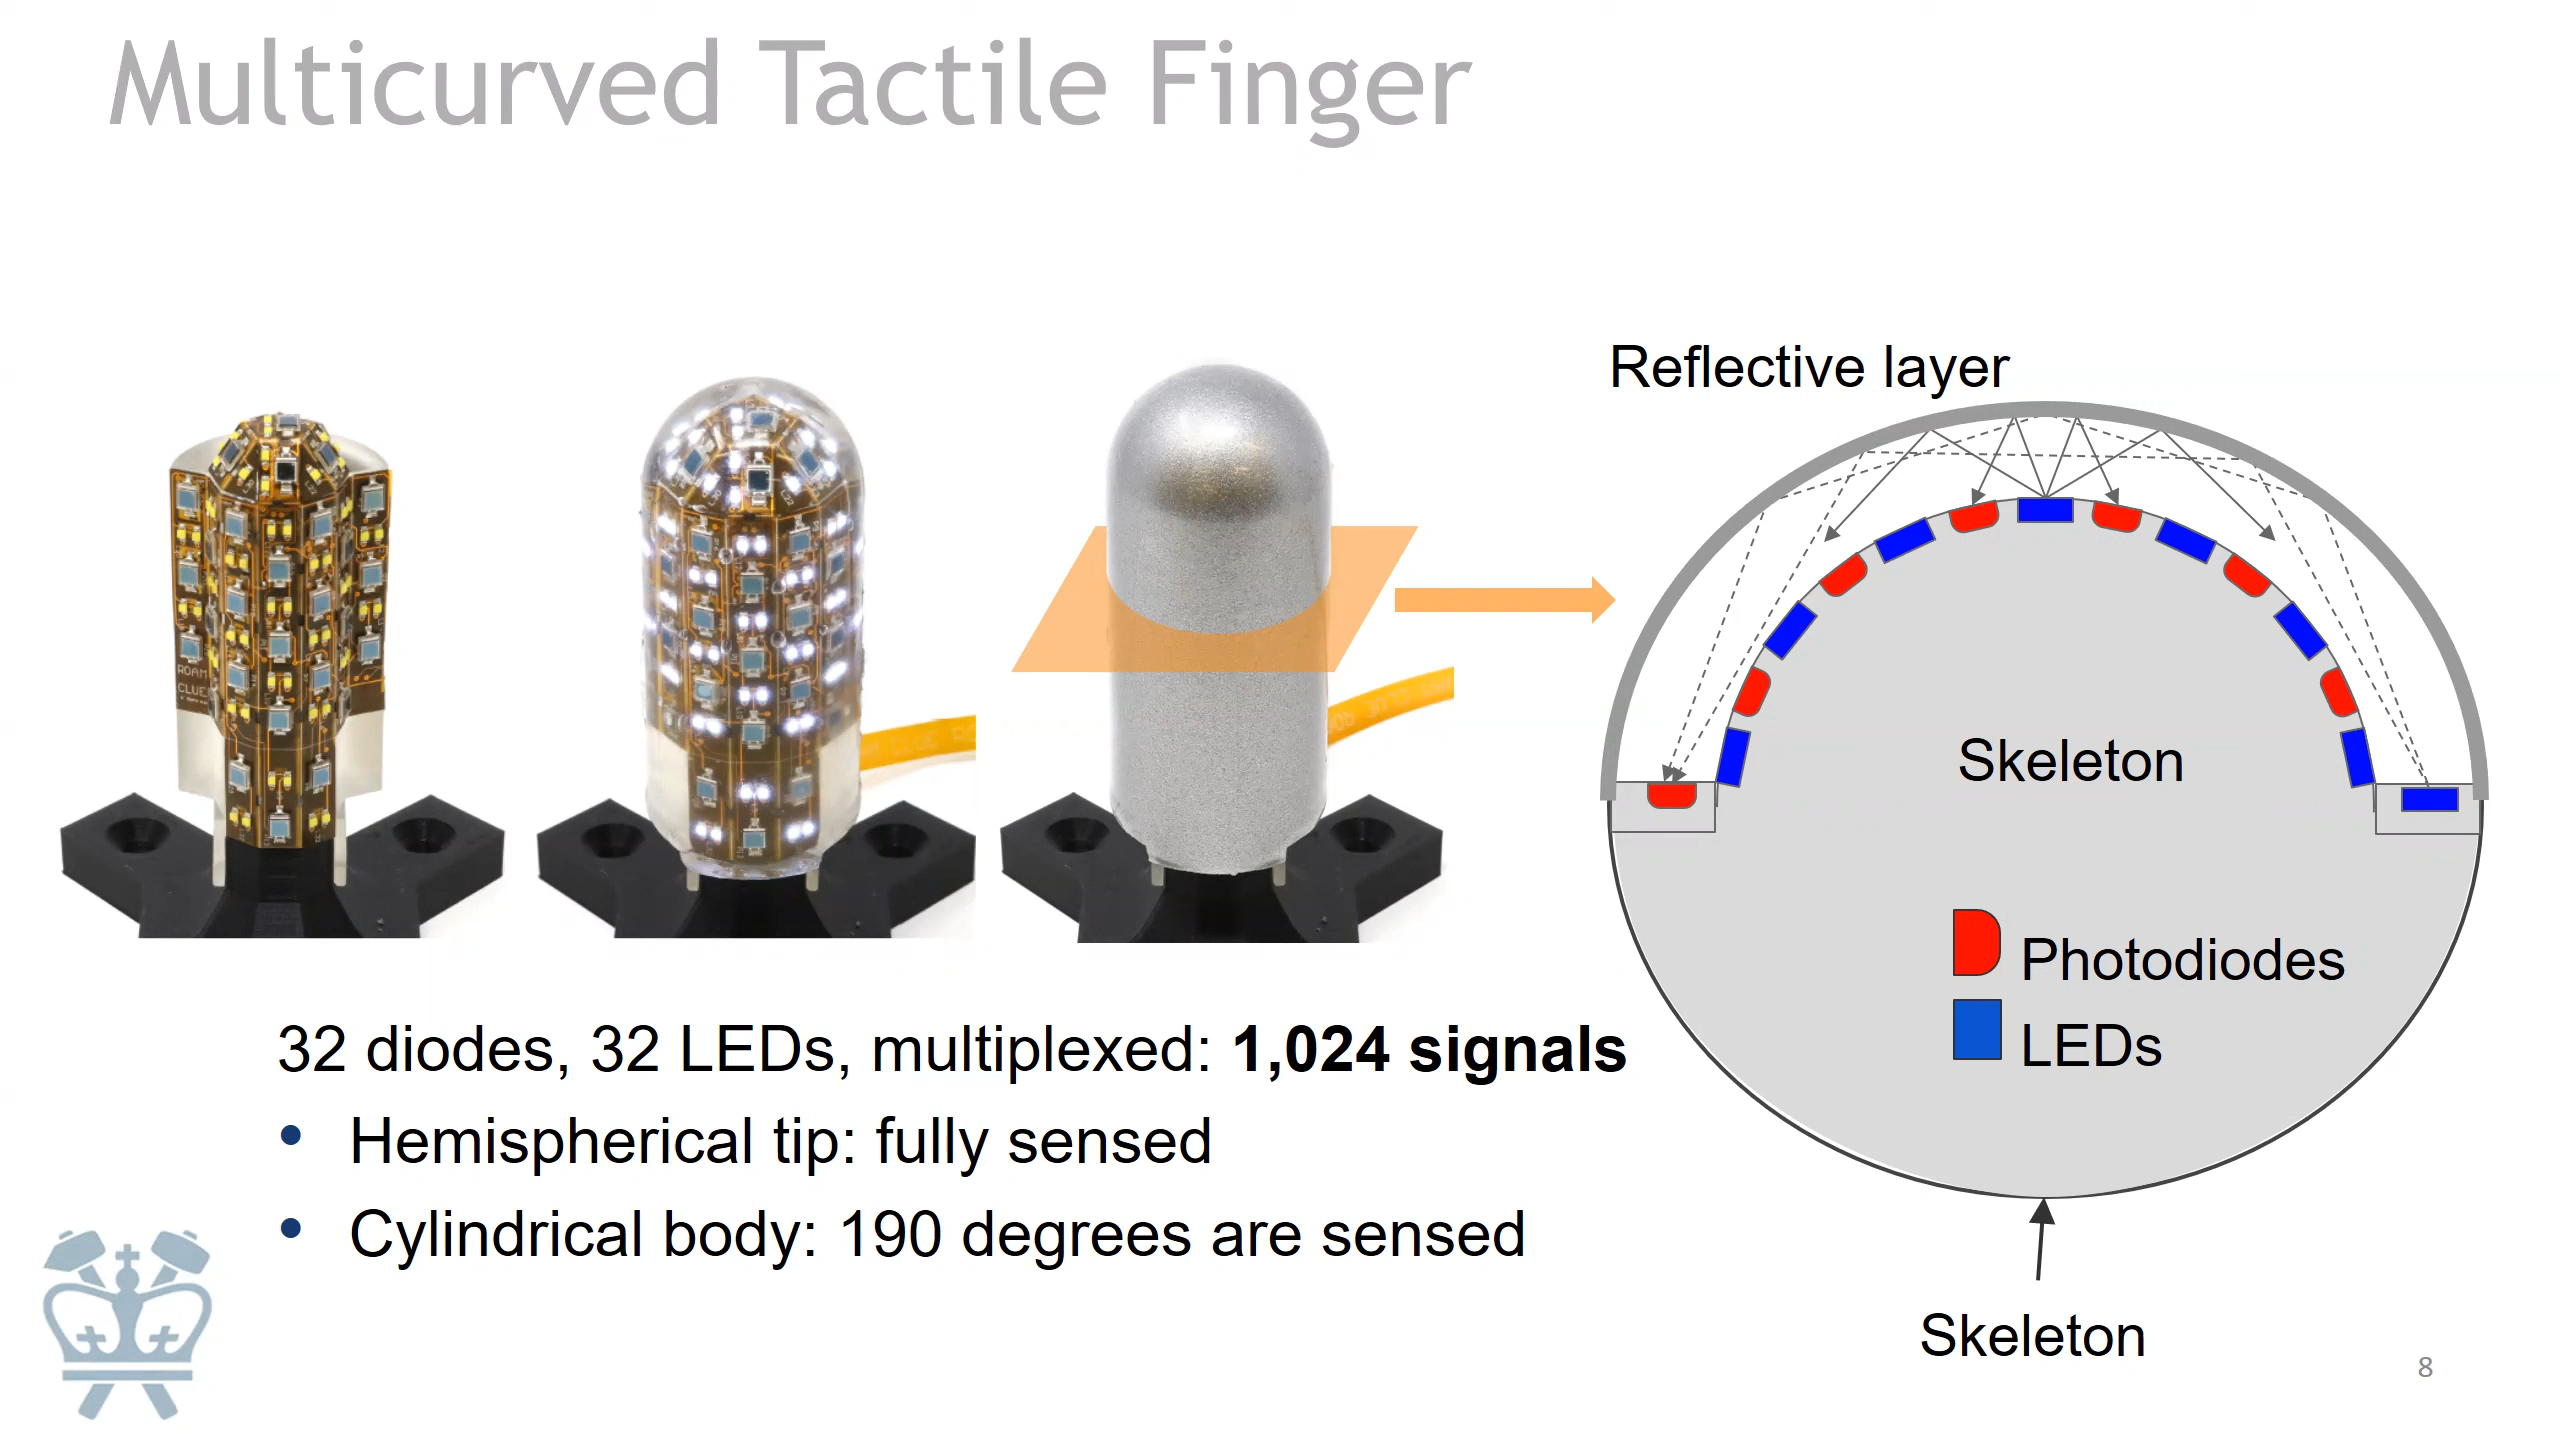 Multicurved Tactile Finger
Reflective layer
Skeleton
Photodiodes
LEDs
Skeleton
ROAM
32 diodes, 32 LEDs, multiplexed: 1,024 signals
• Hemispherical tip: fully sensed
• Cylindrical body: 190 degrees are sensed
8